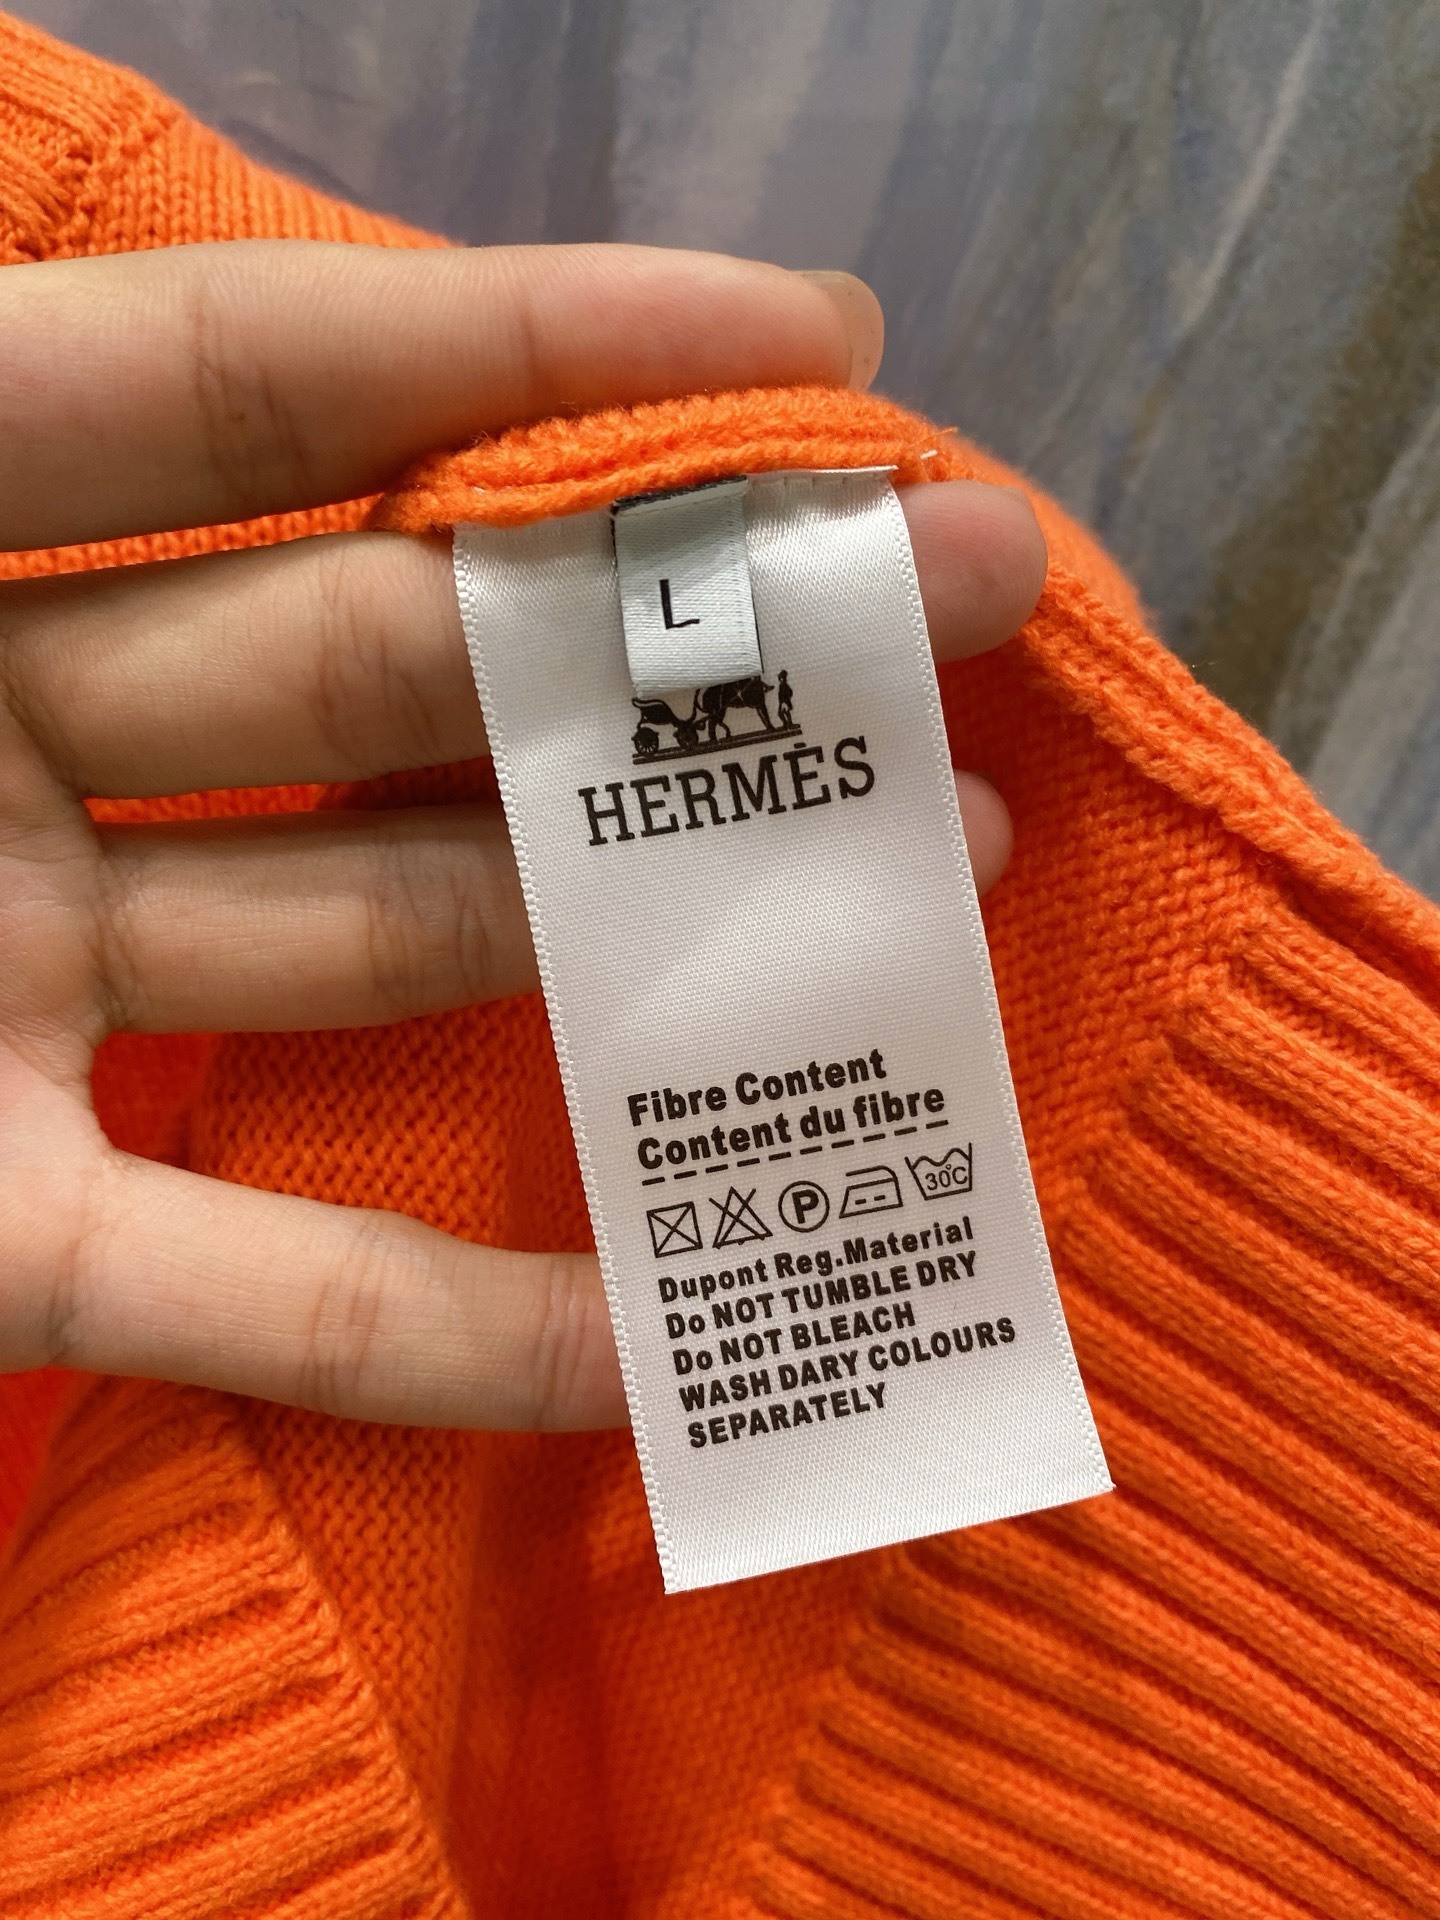 L
HERMÈS
Fibre Content
Content du fibre
P
30°C
Dupont Reg.Material
Do NOT TUMBLE DRY
Do NOT BLEACH
WASH DARY COLOURS
SEPARATELY